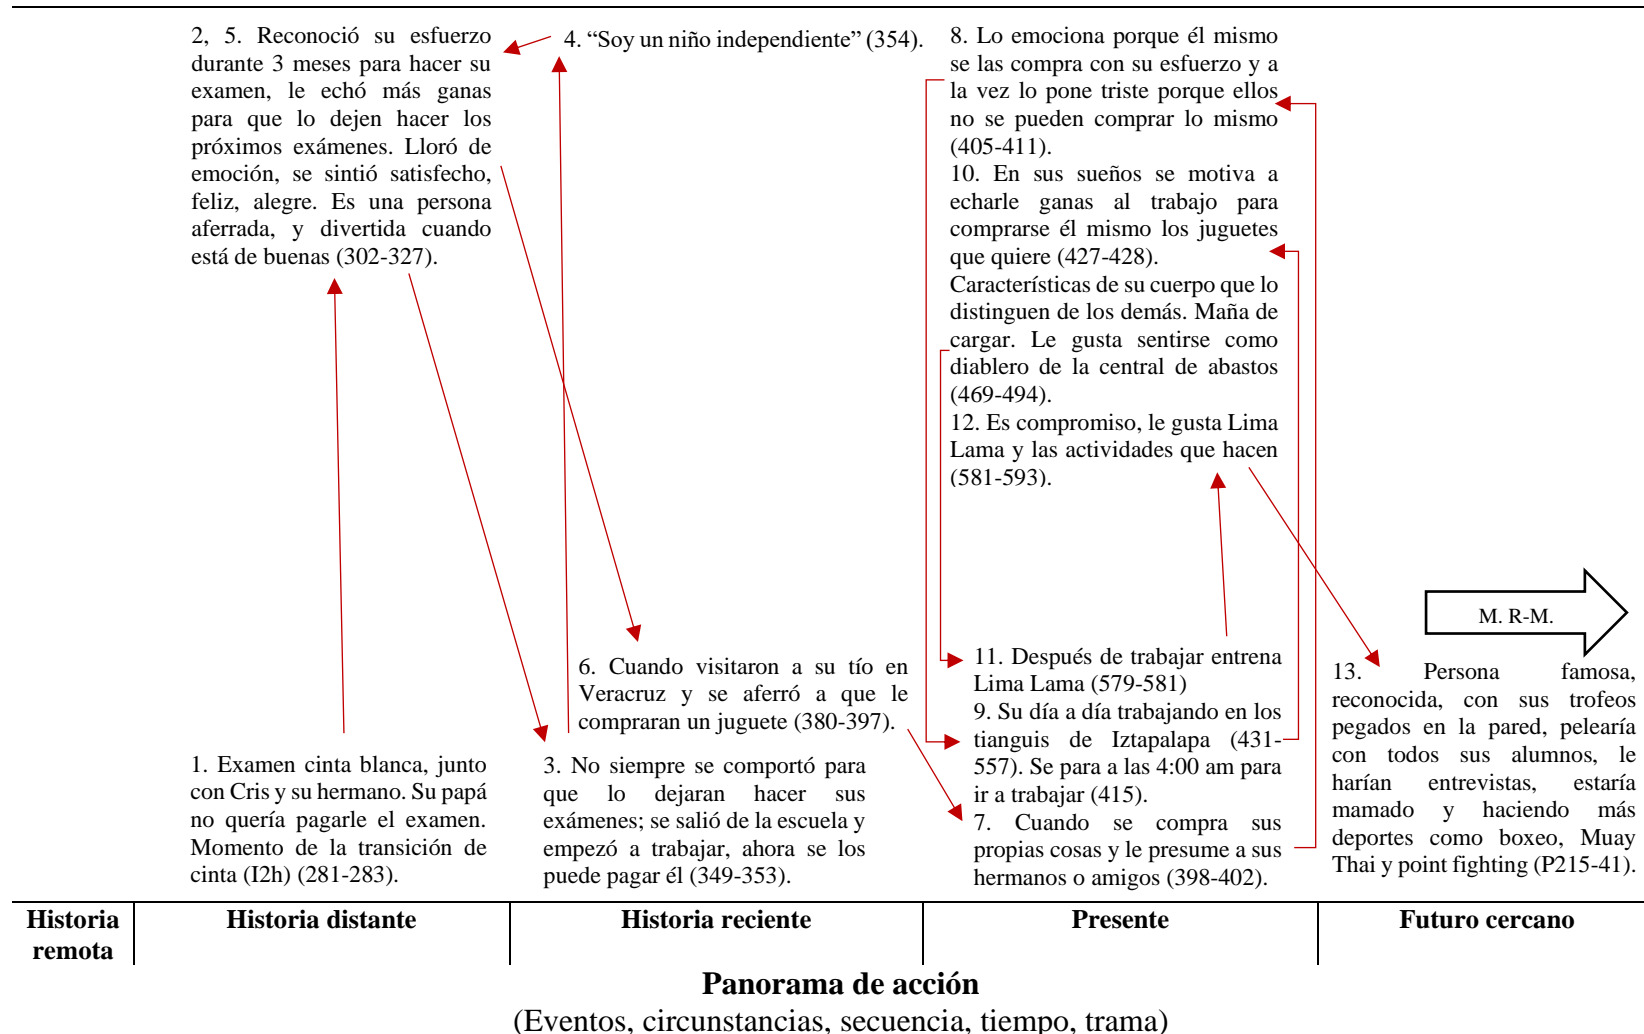 2, 5. Reconoció su esfuerzo
durante 3 meses para hacer su
examen, le echó más ganas
para que lo dejen hacer los
próximos exámenes. Lloró de
emoción, se sintió satisfecho,
feliz, alegre. Es una persona
aferrada, y divertida cuando
está de buenas (302-327).
1. Examen cinta blanca, junto
con Cris y su hermano. Su papá
no quería pagarle el examen.
Momento de la transición de
cinta (I2h) (281-283).
4. “Soy un niño independiente” (354).
6. Cuando visitaron a su tío en
Veracruz y se aferró a que le
compraran un juguete (380-397).
3. No siempre se comportó para
que lo dejaran hacer sus
exámenes; se salió de la escuela y
empezó a trabajar, ahora se los
puede pagar él (349-353).
8. Lo emociona porque él mismo
se las compra con su esfuerzo y a
la vez lo pone triste porque ellos
no se pueden comprar lo mismo
(405-411).
10. En sus sueños se motiva a
echarle ganas al trabajo para
comprarse él mismo los juguetes
que quiere (427-428).
Características de su cuerpo que lo
distinguen de los demás. Maña de
cargar. Le gusta sentirse como
diablero de la central de abastos
(469-494).
12. Es compromiso, le gusta Lima
Lama y las actividades que hacen
(581-593).
11. Después de trabajar entrena
Lima Lama (579-581)
9. Su día a día trabajando en los
tianguis de Iztapalapa (431-
557). Se para a las 4:00 am para
ir a trabajar (415).
7. Cuando se compra sus
propias cosas y le presume a sus
hermanos o amigos (398-402).
M. R-M.
13. Persona famosa,
reconocida, con sus trofeos
pegados en la pared, pelearía
con todos sus alumnos, le
harían entrevistas, estaría
mamado y haciendo más
deportes como boxeo, Muay
Thai y point fighting (P215-41).
Historia
remota
Historia distante
Historia reciente
Presente
Futuro cercano
Panorama de acción
(Eventos, circunstancias, secuencia, tiempo, trama)